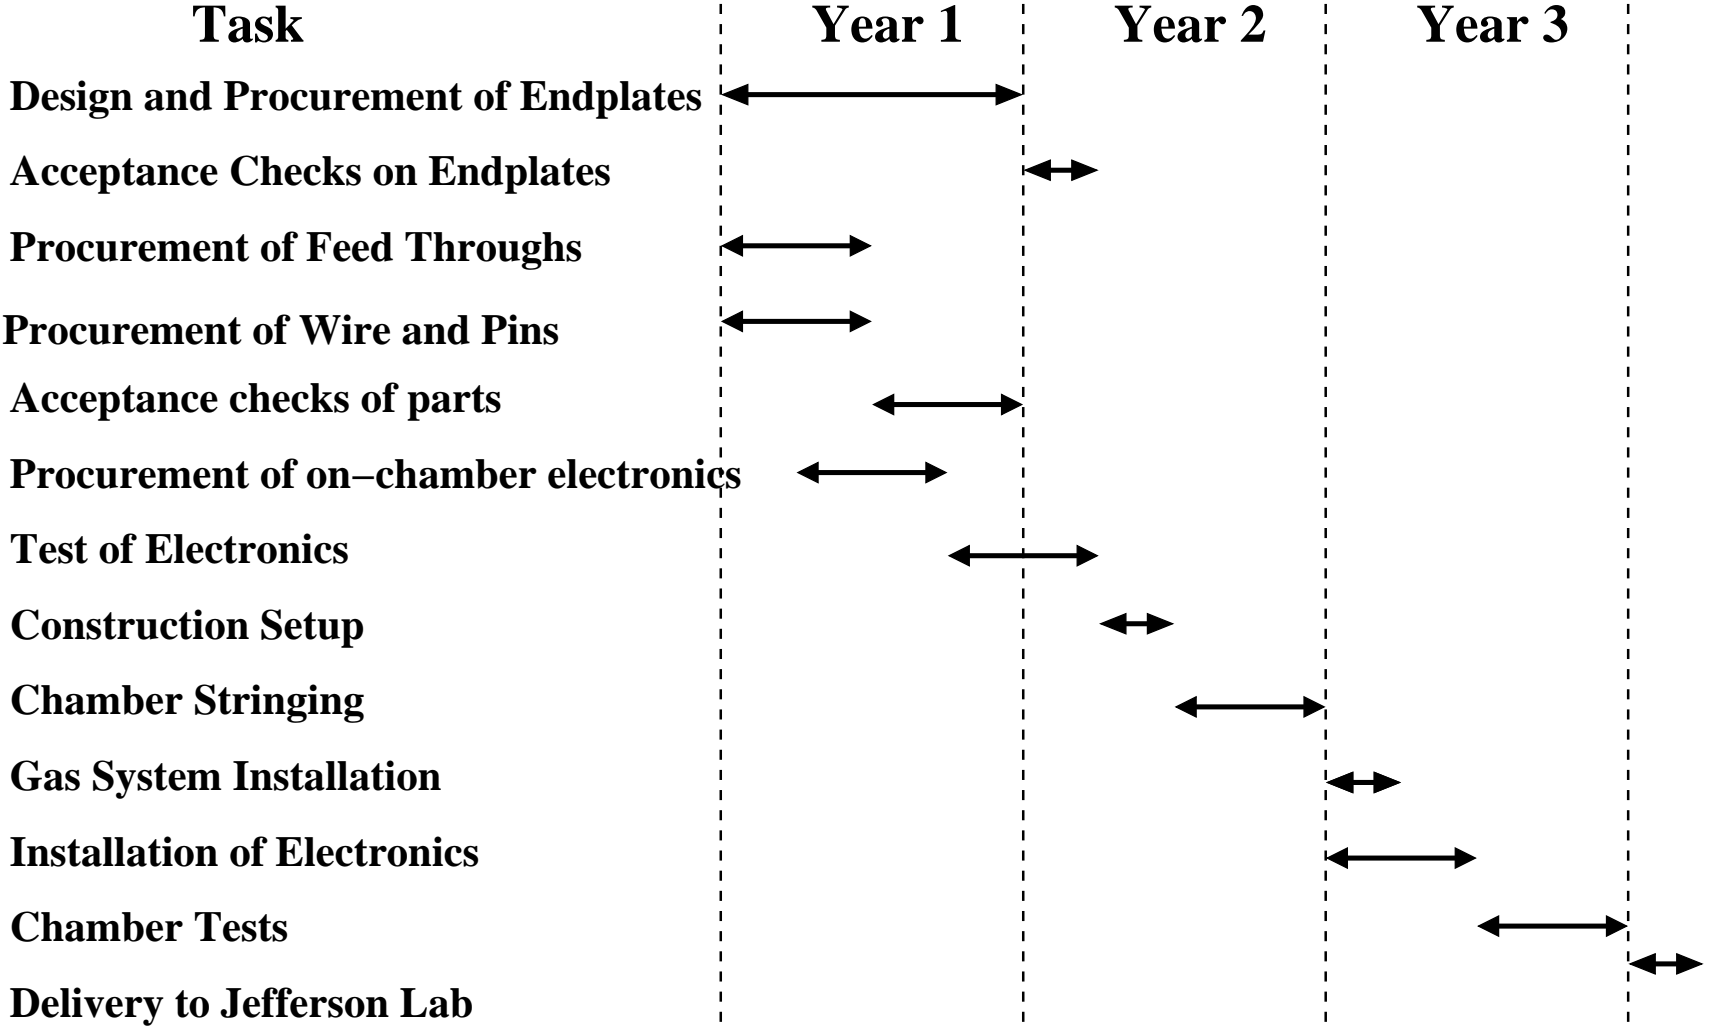 Task Year 1 Year 2 Year 3
Design and Procurement of Endplates
Acceptance Checks on Endplates
Procurement of Feed Throughs
Procurement of Wire and Pins
Acceptance checks of parts
Procurement of on−chamber electronics
Test of Electronics
Construction Setup
Chamber Stringing
Gas System Installation
Installation of Electronics
Chamber Tests
Delivery to Jefferson Lab